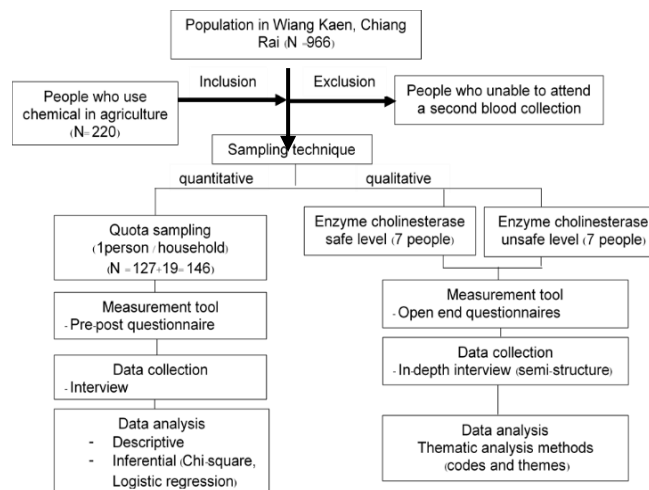 Population in Wiang Kaen, Chiang
Rai (N =966)
Inclusion
Exclusion
People who use
chemical in agriculture
(N= 220)
People who unable to attend
a second blood collection
Sampling technique
quantitative
qualitative
Quota sampling
(1person / household)
(N = 127+19= 146)
Enzyme cholinesterase
safe level (7 people)
Enzyme cholinesterase
unsafe level (7 people)
Measurement tool
- Pre-post questionnaire
Measurement tool
- Open end questionnaires
Data collection
-Interview
Data collection
-In-depth interview (semi-structure)
Data analysis
- Descriptive
- Inferential (Chi-square,
Logistic regression)
Data analysis
Thematic analysis methods
(codes and themes)